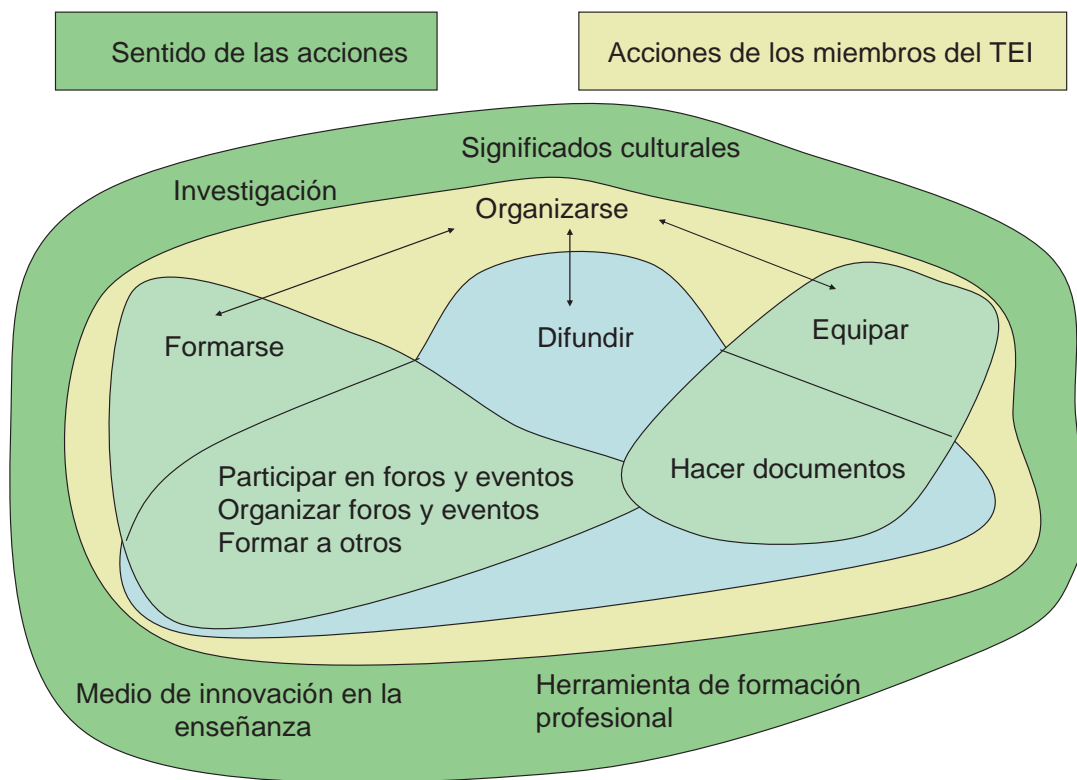 Sentido de las acciones
Acciones de los miembros del TEI
Significados culturales
Investigación
Organizarse
Formarse
Difundir
Equipar
Participar en foros y eventos
Organizar foros y eventos
Formar a otros
Hacer documentos
Medio de innovación en la
enseñanza
Herramienta de formación
profesional